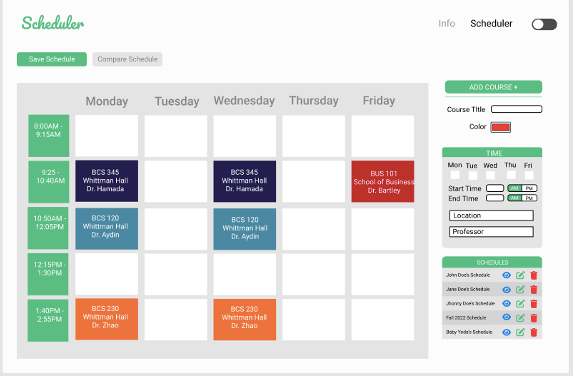 Scheduler
Info
Scheduler
Save Schedule
Compare Schedule
Monday
Tuesday
Wednesday
Thursday
Friday
8:00AM -
9:15AM
9:25 -
10:40AM
BCS 345
Whittman Hall
Dr. Hamada
BCS 345
Whittman Hall
Dr. Hamada
BUS 101
School of Business
Dr. Bartley
10:50AM -
12:05PM
BCS 120
Whittman Hall
Dr. Aydin
BCS 120
Whittman Hall
Dr. Aydin
12:15PM -
1:30PM
1:40PM -
2:55PM
BCS 230
Whittman Hall
Dr. Zhao
BCS 230
Whittman Hall
Dr. Zhao
ADD COURSE +
Course Title
Color
TIME
Mon Tue Wed Thu Fri
Start Time AM PM
End Time AM PM
Location
Professor
SCHEDULES
John Doe's Schedule
Jane Doe's Schedule
Jhonny Doe's Schedule
Fall 2022 Schedule
Baby Yoda's Schedule